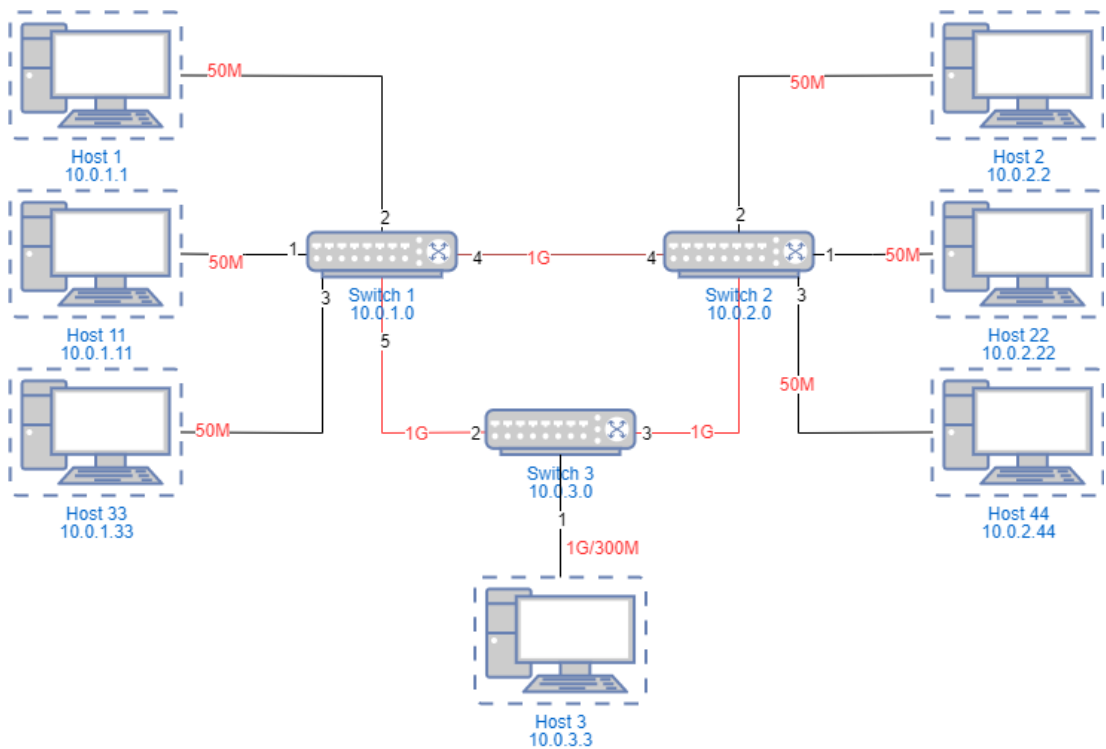 50M
50M
Host 1
10.0.1.1
Host 2
10.0.2.2
2
2
1
4
1G
4
1
50M
50M
3
3
Switch 1
10.0.1.0
Switch 2
10.0.2.0
Host 11
10.0.1.11
5
Host 22
10.0.2.22
50M
50M
1G
2
3
1G
Switch 3
10.0.3.0
Host 33
10.0.1.33
Host 44
10.0.2.44
1
1G/300M
Host 3
10.0.3.3